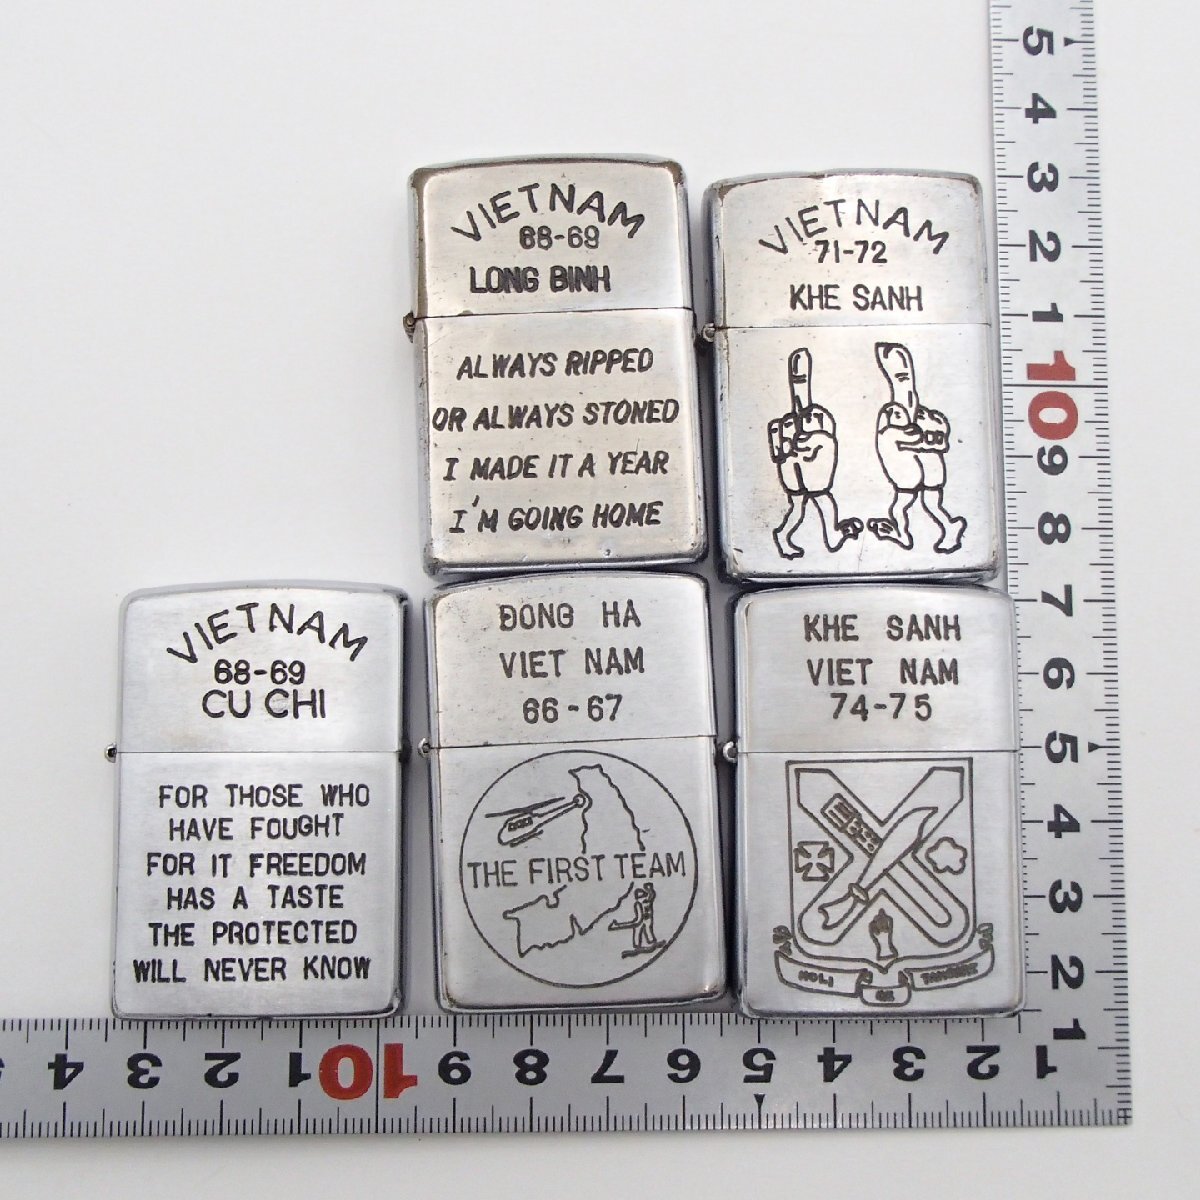 VIETNAM
68-69
LONG BINH
ALWAYS RIPPED
OR ALWAYS STONED
I MADE IT A YEAR
I'M GOING HOME
VIETNAM
71-72
KHE SANH
VIETNAM
68-69
CU CHI
FOR THOSE WHO
HAVE FOUGHT
FOR IT FREEDOM
HAS A TASTE
THE PROTECTED
WILL NEVER KNOW
ĐONG HA
VIET NAM
66-67
THE FIRST TEAM
KHE SANH
VIET NAM
74-75
NOLI
ME
5 4 3 2 1 10 9 8 7 6 5 4 3 2 1
4 3 2 1 10 9 8 7 6 5 4 3 2 1